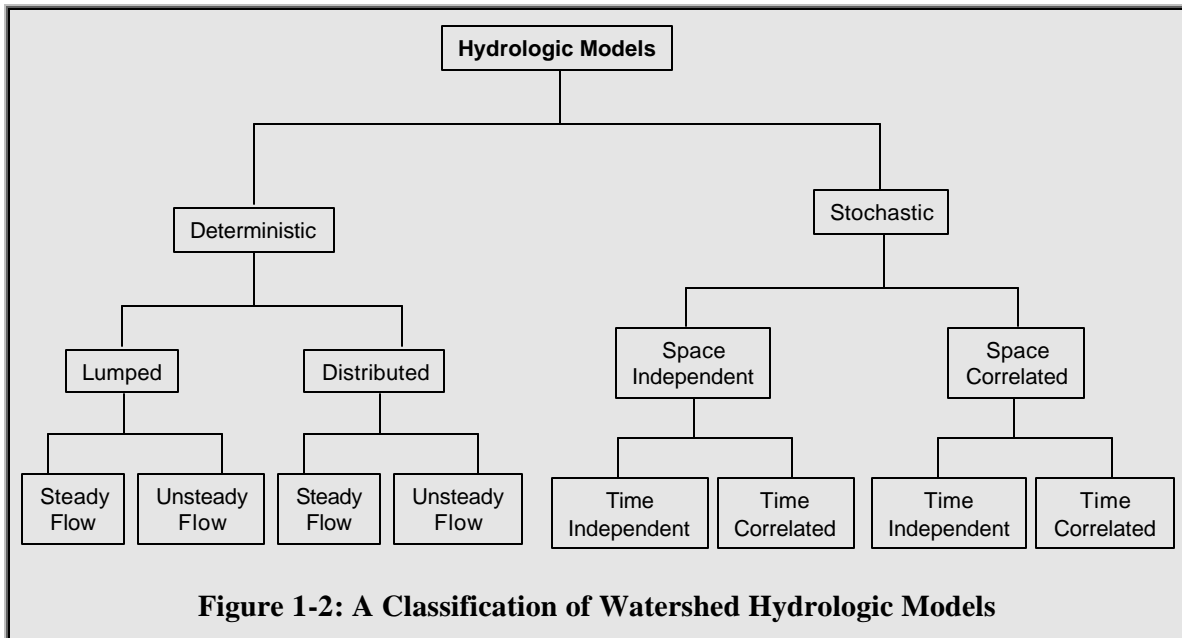 Hydrologic Models
Deterministic
Stochastic
Lumped
Distributed
Space
Independent
Space
Correlated
Steady
Flow
Unsteady
Flow
Steady
Flow
Unsteady
Flow
Time
Independent
Time
Correlated
Time
Independent
Time
Correlated
Figure 1-2: A Classification of Watershed Hydrologic Models